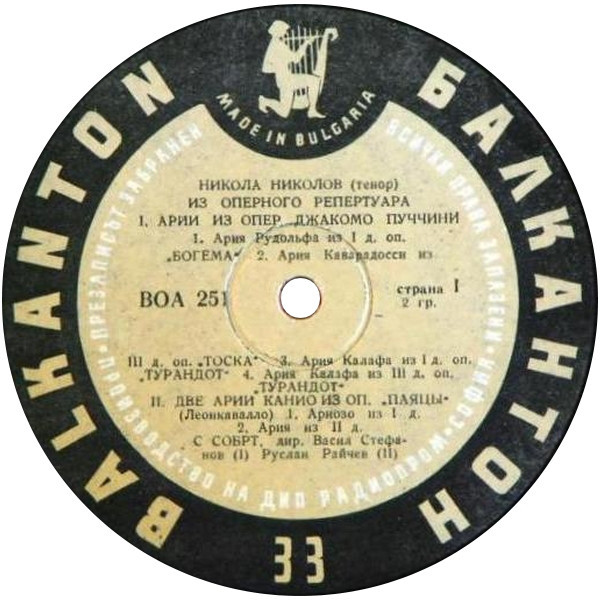 BALKANTON
БАЛКАНТОН
MADE IN BULGARIA
ПРОИЗВОДСТВО НА ДИП РАДИОПРОМ • СОФИЯ •
ВСИЧКИ ПРАВА ЗАПАЗЕНИ
ПРЕЗАПИСЪТ ЗАБРАНЕН
НИКОЛА НИКОЛОВ (тенор)
ИЗ ОПЕРНОГО РЕПЕРТУАРА
I. АРИИ ИЗ ОПЕР ДЖАКОМО ПУЧЧИНИ
1. Ария Рудольфа из I д. оп.
„БОГЕМА“ 2. Ария Каварадосси из
BOA 251
страна I
2 гр.
III д. оп. „ТОСКА“ 3. Ария Калафа из I д. оп.
„ТУРАНДОТ“ 4. Ария Калафа из III д. оп.
„ТУРАНДОТ“
II. ДВЕ АРИИ КАНИО ИЗ ОП. „ПАЯЦЫ“
(Леонкавалло) 1. Ариозо из I д.
2. Ария из II д.
С СОБРТ, дир. Васил Стефа-
нов (I) Руслан Райчев (II)
33